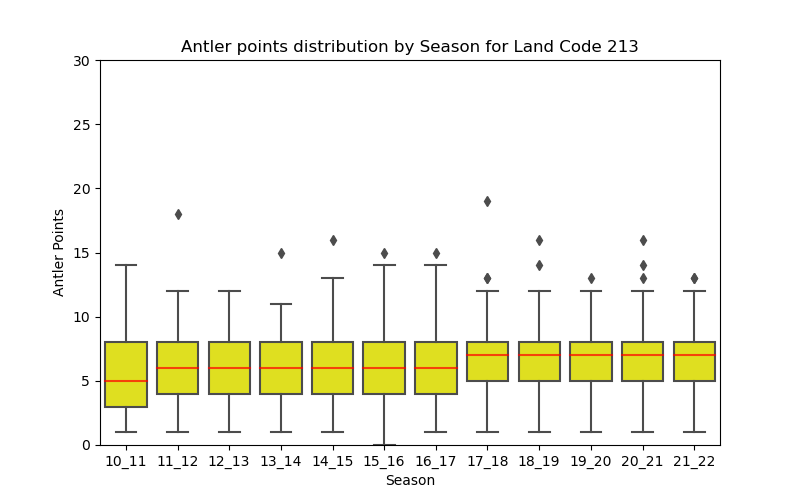 Antler points distribution by Season for Land Code 213
30
25
20
15
10
5
0
Antler Points
10_11 11_12 12_13 13_14 14_15 15_16 16_17 17_18 18_19 19_20 20_21 21_22
Season